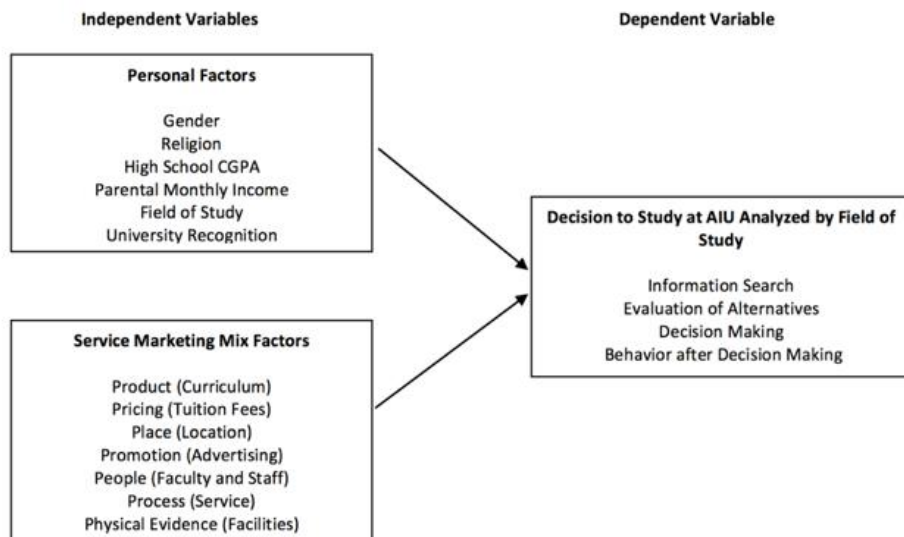 Independent Variables
Dependent Variable
Personal Factors
Gender
Religion
High School CGPA
Parental Monthly Income
Field of Study
University Recognition
Service Marketing Mix Factors
Product (Curriculum)
Pricing (Tuition Fees)
Place (Location)
Promotion (Advertising)
People (Faculty and Staff)
Process (Service)
Physical Evidence (Facilities)
Decision to Study at AIU Analyzed by Field of
Study
Information Search
Evaluation of Alternatives
Decision Making
Behavior after Decision Making